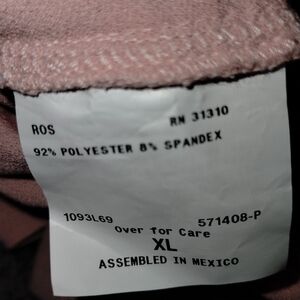 ROS RN 31310
92% POLYESTER 8% SPANDEX
1093L69 571408-P
Over for Care
XL
ASSEMBLED IN MEXICO